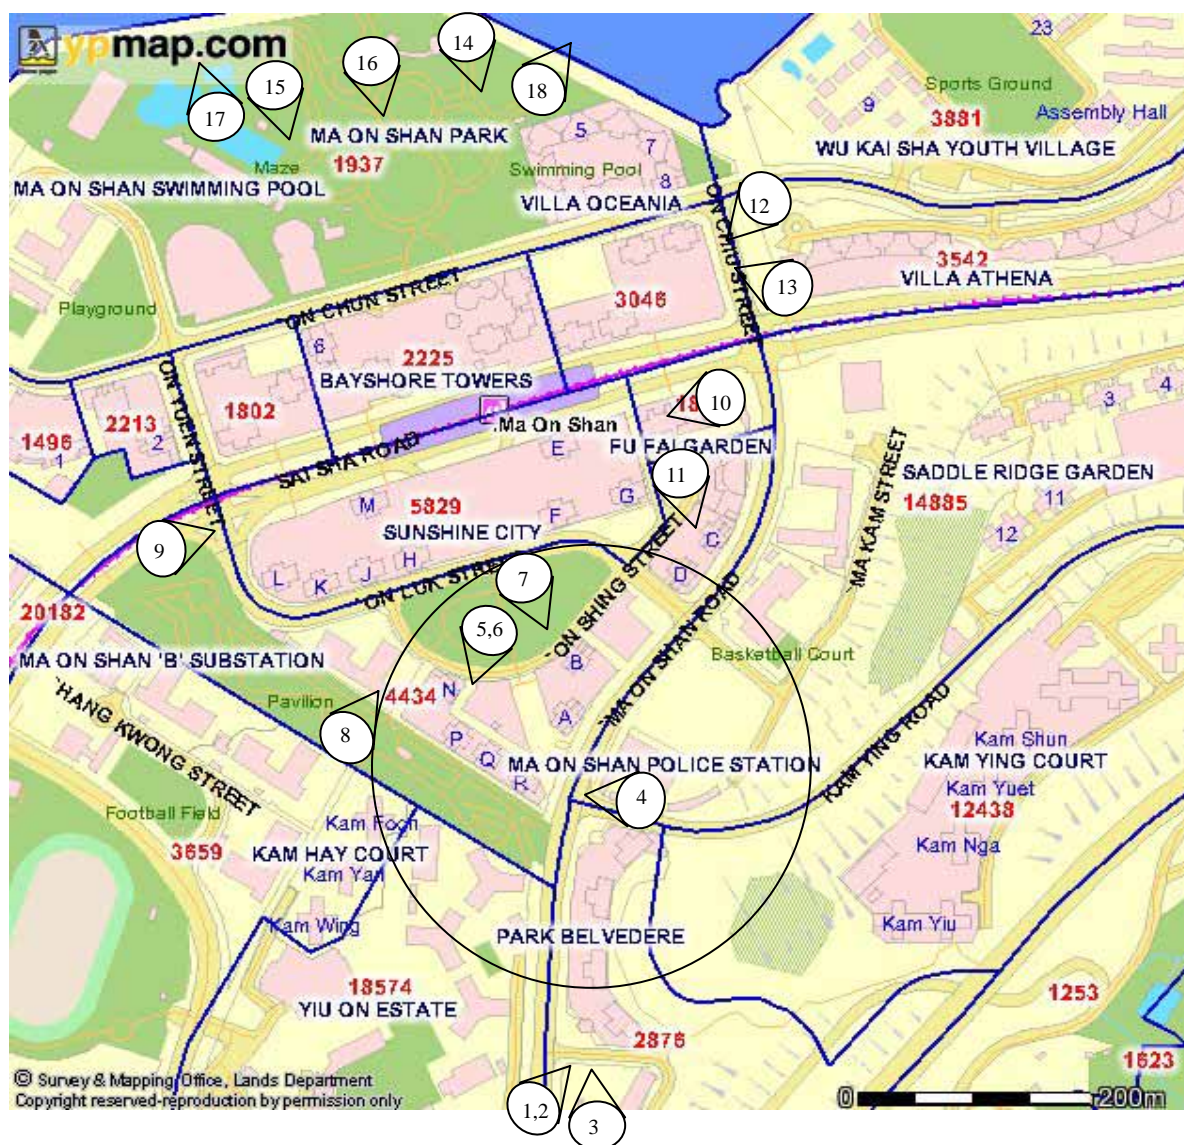 ypmap.com
23
14
16
15
18
17
Sports Ground
9
3881
Assembly Hall
5
MA ON SHAN PARK
7
WU KAI SHA YOUTH VILLAGE
Maze
1937
Swimming Pool
8
MA ON SHAN SWIMMING POOL
VILLA OCEANIA
12
ON CHIU STREET
3542
VILLA ATHENA
13
ON CHUN STREET
3046
Playground
6
2225
BAYSHORE TOWERS
ON YUEN STREET
1802
2213
1496
1
2
10
3
4
Ma On Shan
SAI SHA ROAD
E
FU FAI GARDEN
MA KAM STREET
SADDLE RIDGE GARDEN
14885
11
11
G
M
5829
F
SUNSHINE CITY
12
C
9
H
J
K
L
ON LUK STREET
7
D
ON SHING STREET
MA ON SHAN ROAD
20182
5,6
MA ON SHAN 'B' SUBSTATION
B
Basketball Court
Pavilion
4434
N
HANG KWONG STREET
A
8
P
Q
R
MA ON SHAN POLICE STATION
KAM YING ROAD
Kam Shun
KAM YING COURT
Kam Yuet
12438
4
Football Field
Kam Foon
3659
KAM HAY COURT
Kam Yan
Kam Nga
Kam Wing
Kam Yiu
PARK BELVEDERE
18574
YIU ON ESTATE
1253
2876
1623
© Survey & Mapping Office, Lands Department
Copyright reserved-reproduction by permission only
0
200m
1,2
3